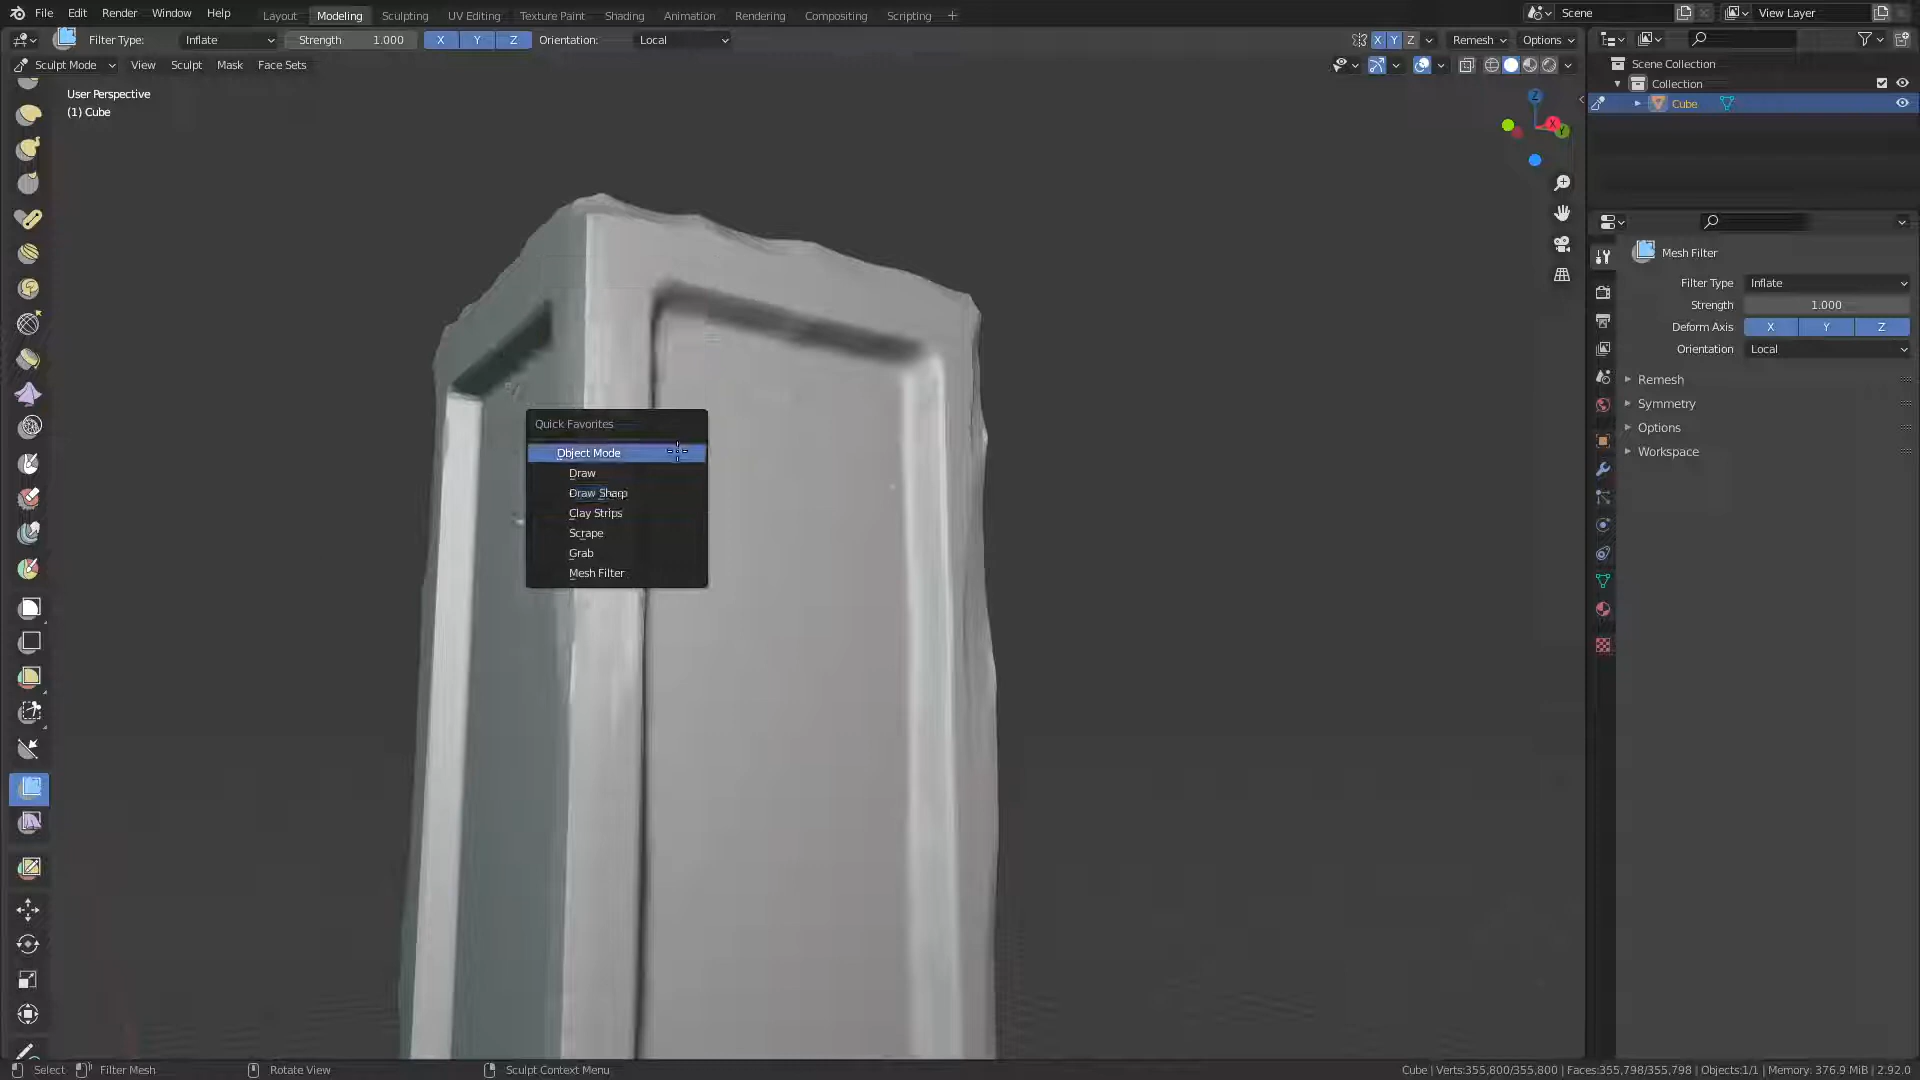 File Edit Render Window Help
Layout Modeling Sculpting UV Editing Texture Paint Shading Animation Rendering Compositing Scripting +
Scene
View Layer
Filter Type: Inflate Strength 1.000 X Y Z Orientation: Local
X Y Z Remesh Options
Sculpt Mode View Sculpt Mask Face Sets
User Perspective
(1) Cube
Z X Y
Scene Collection
Collection
Cube
Mesh Filter
Filter Type Inflate
Strength 1.000
Deform Axis X Y Z
Orientation Local
Remesh
Symmetry
Options
Workspace
Quick Favorites
Object Mode
Draw
Draw Sharp
Clay Strips
Scrape
Grab
Mesh Filter
Select Filter Mesh Rotate View Sculpt Context Menu
Cube | Verts:355,800/355,800 | Faces:355,798/355,798 | Objects:1/1 | Memory: 376.9 MiB | 2.92.0